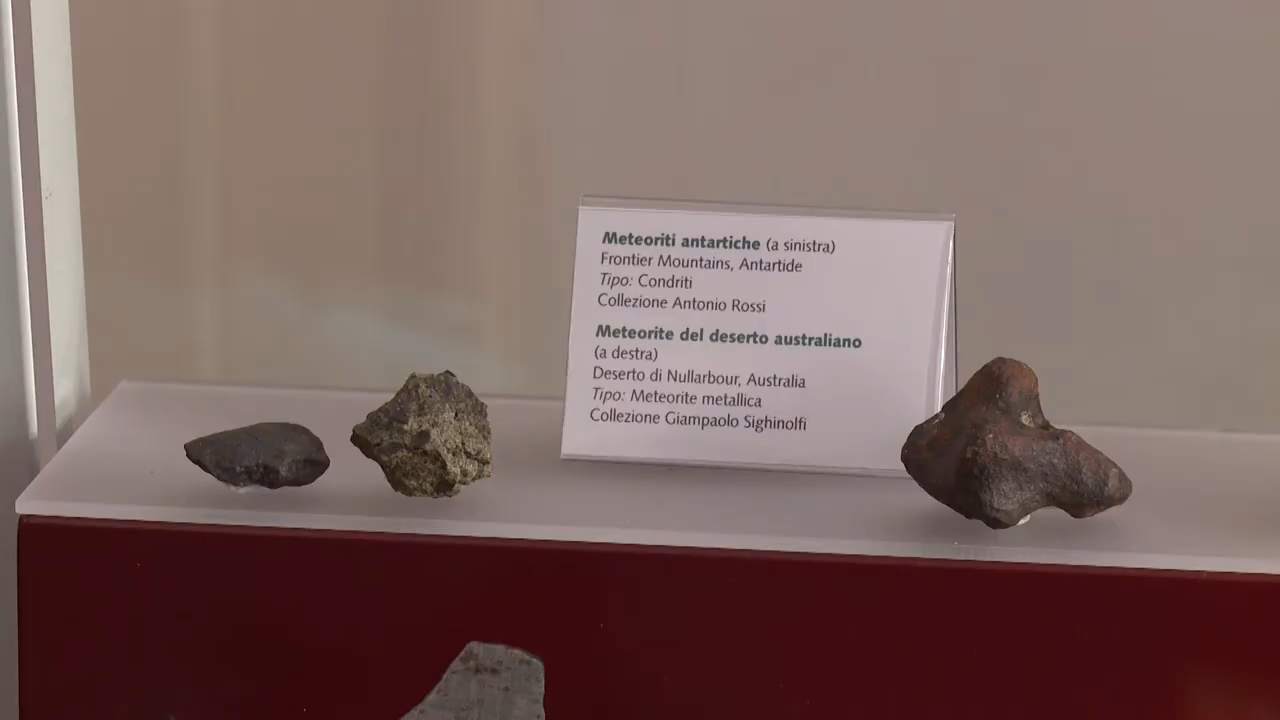 Meteoriti antartiche (a sinistra)
Frontier Mountains, Antartide
Tipo: Condriti
Collezione Antonio Rossi
Meteorite del deserto australiano
(a destra)
Deserto di Nullarbour, Australia
Tipo: Meteorite metallica
Collezione Giampaolo Sighinolfi